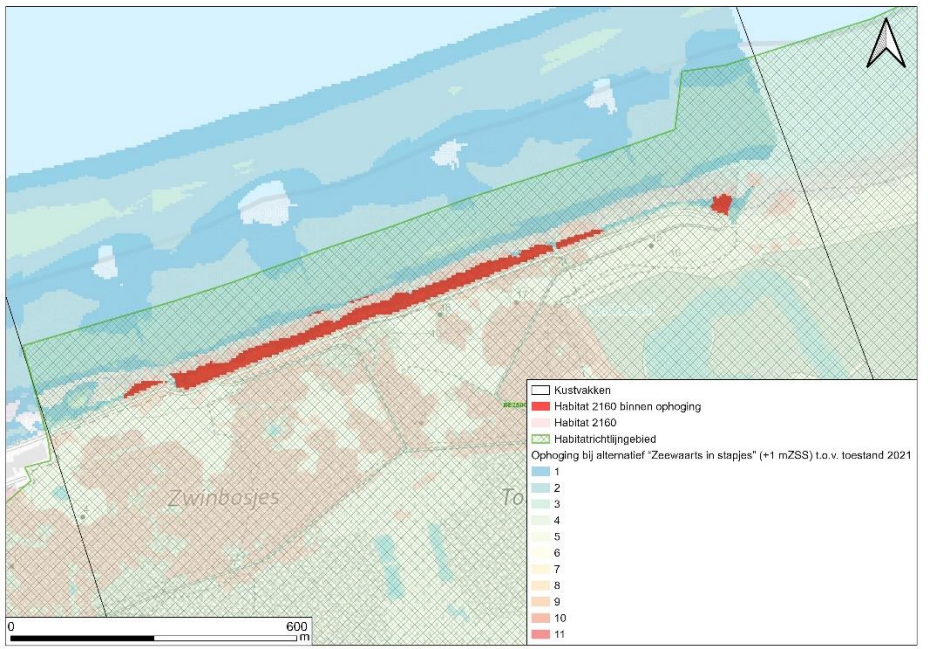 Zwinbosjes
To
Kustvakken
Habitat 2160 binnen ophoging
Habitat 2160
Habitatrichtlijngebied
Ophoging bij alternatief "Zeewaarts in stapjes" (+1 mZSS) t.o.v. toestand 2021
1
2
3
4
5
6
7
8
9
10
11
0
600
m